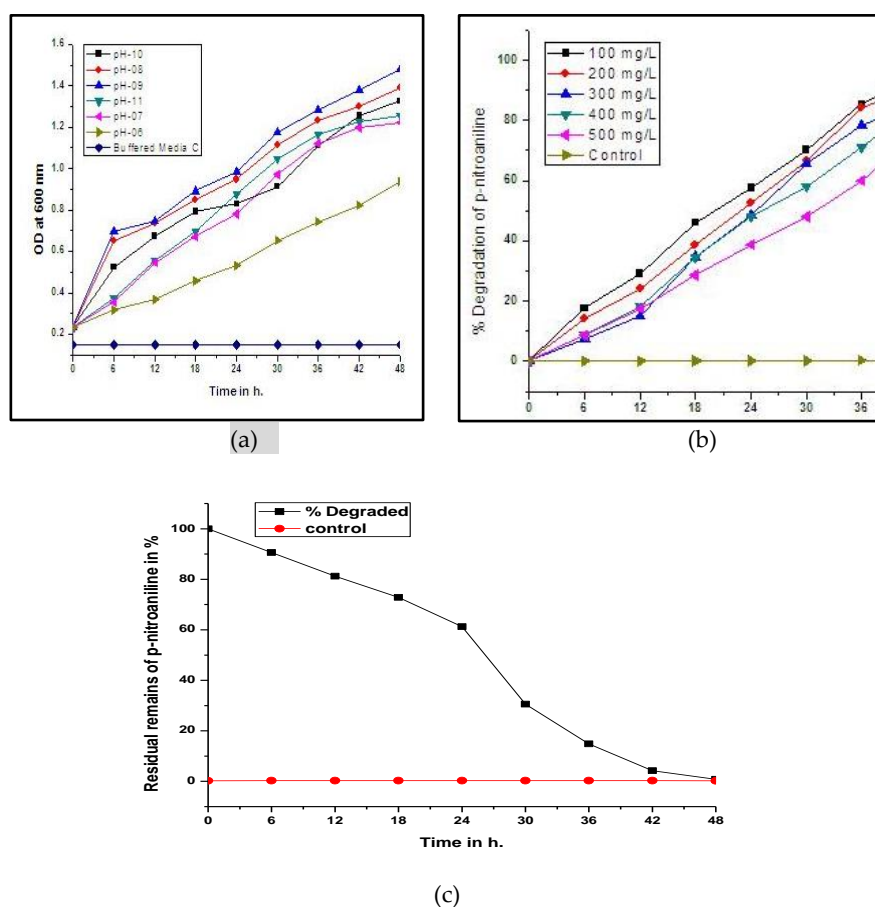 1.6
1.4
1.2
1.0
0.8
0.6
0.4
0.2
OD at 600 nm
pH-10
pH-08
pH-09
pH-11
pH-07
pH-06
Buffered Media C
0 6 12 18 24 30 36 42 48
Time in h.
(a)
100
80
60
40
20
0
% Degradation of p-nitroaniline
100 mg/L
200 mg/L
300 mg/L
400 mg/L
500 mg/L
Control
0 6 12 18 24 30 36
(b)
100
80
60
40
20
0
Residual remains of p-nitroaniline in %
% Degraded
control
0 6 12 18 24 30 36 42 48
Time in h.
(c)